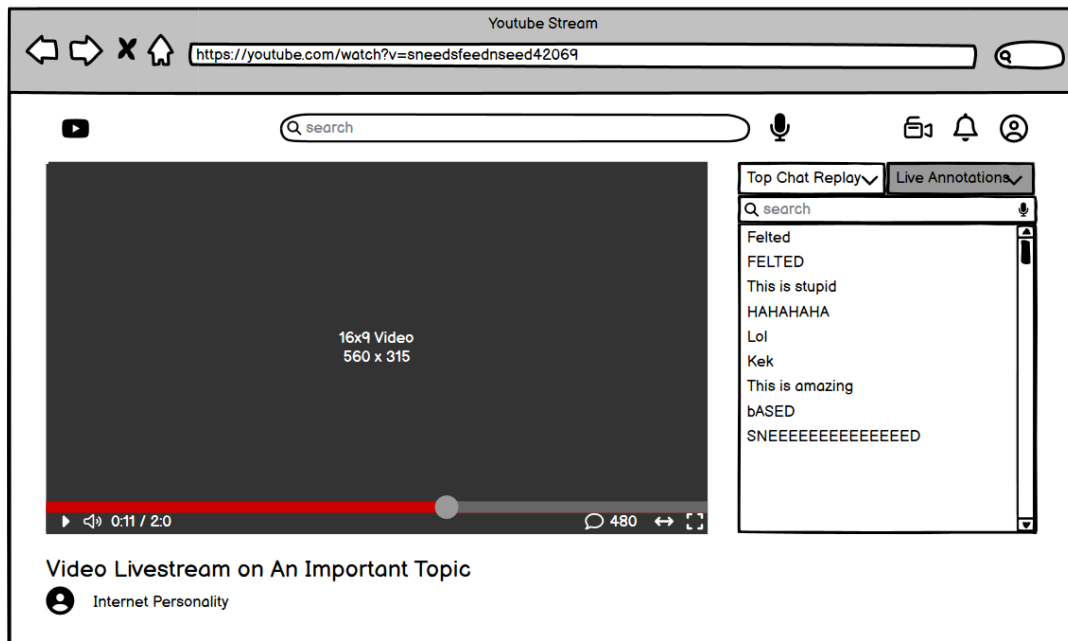 Youtube Stream
https://youtube.com/watch?v=sneedsfeednseed42069
search
Top Chat Replay
Live Annotations
search
Felted
FELTED
This is stupid
HAHAHAHA
Lol
Kek
This is amazing
bASED
SNEEEEEEEEEEEEEED
16x9 Video
560 x 315
0:11 / 2:0
480
Video Livestream on An Important Topic
Internet Personality